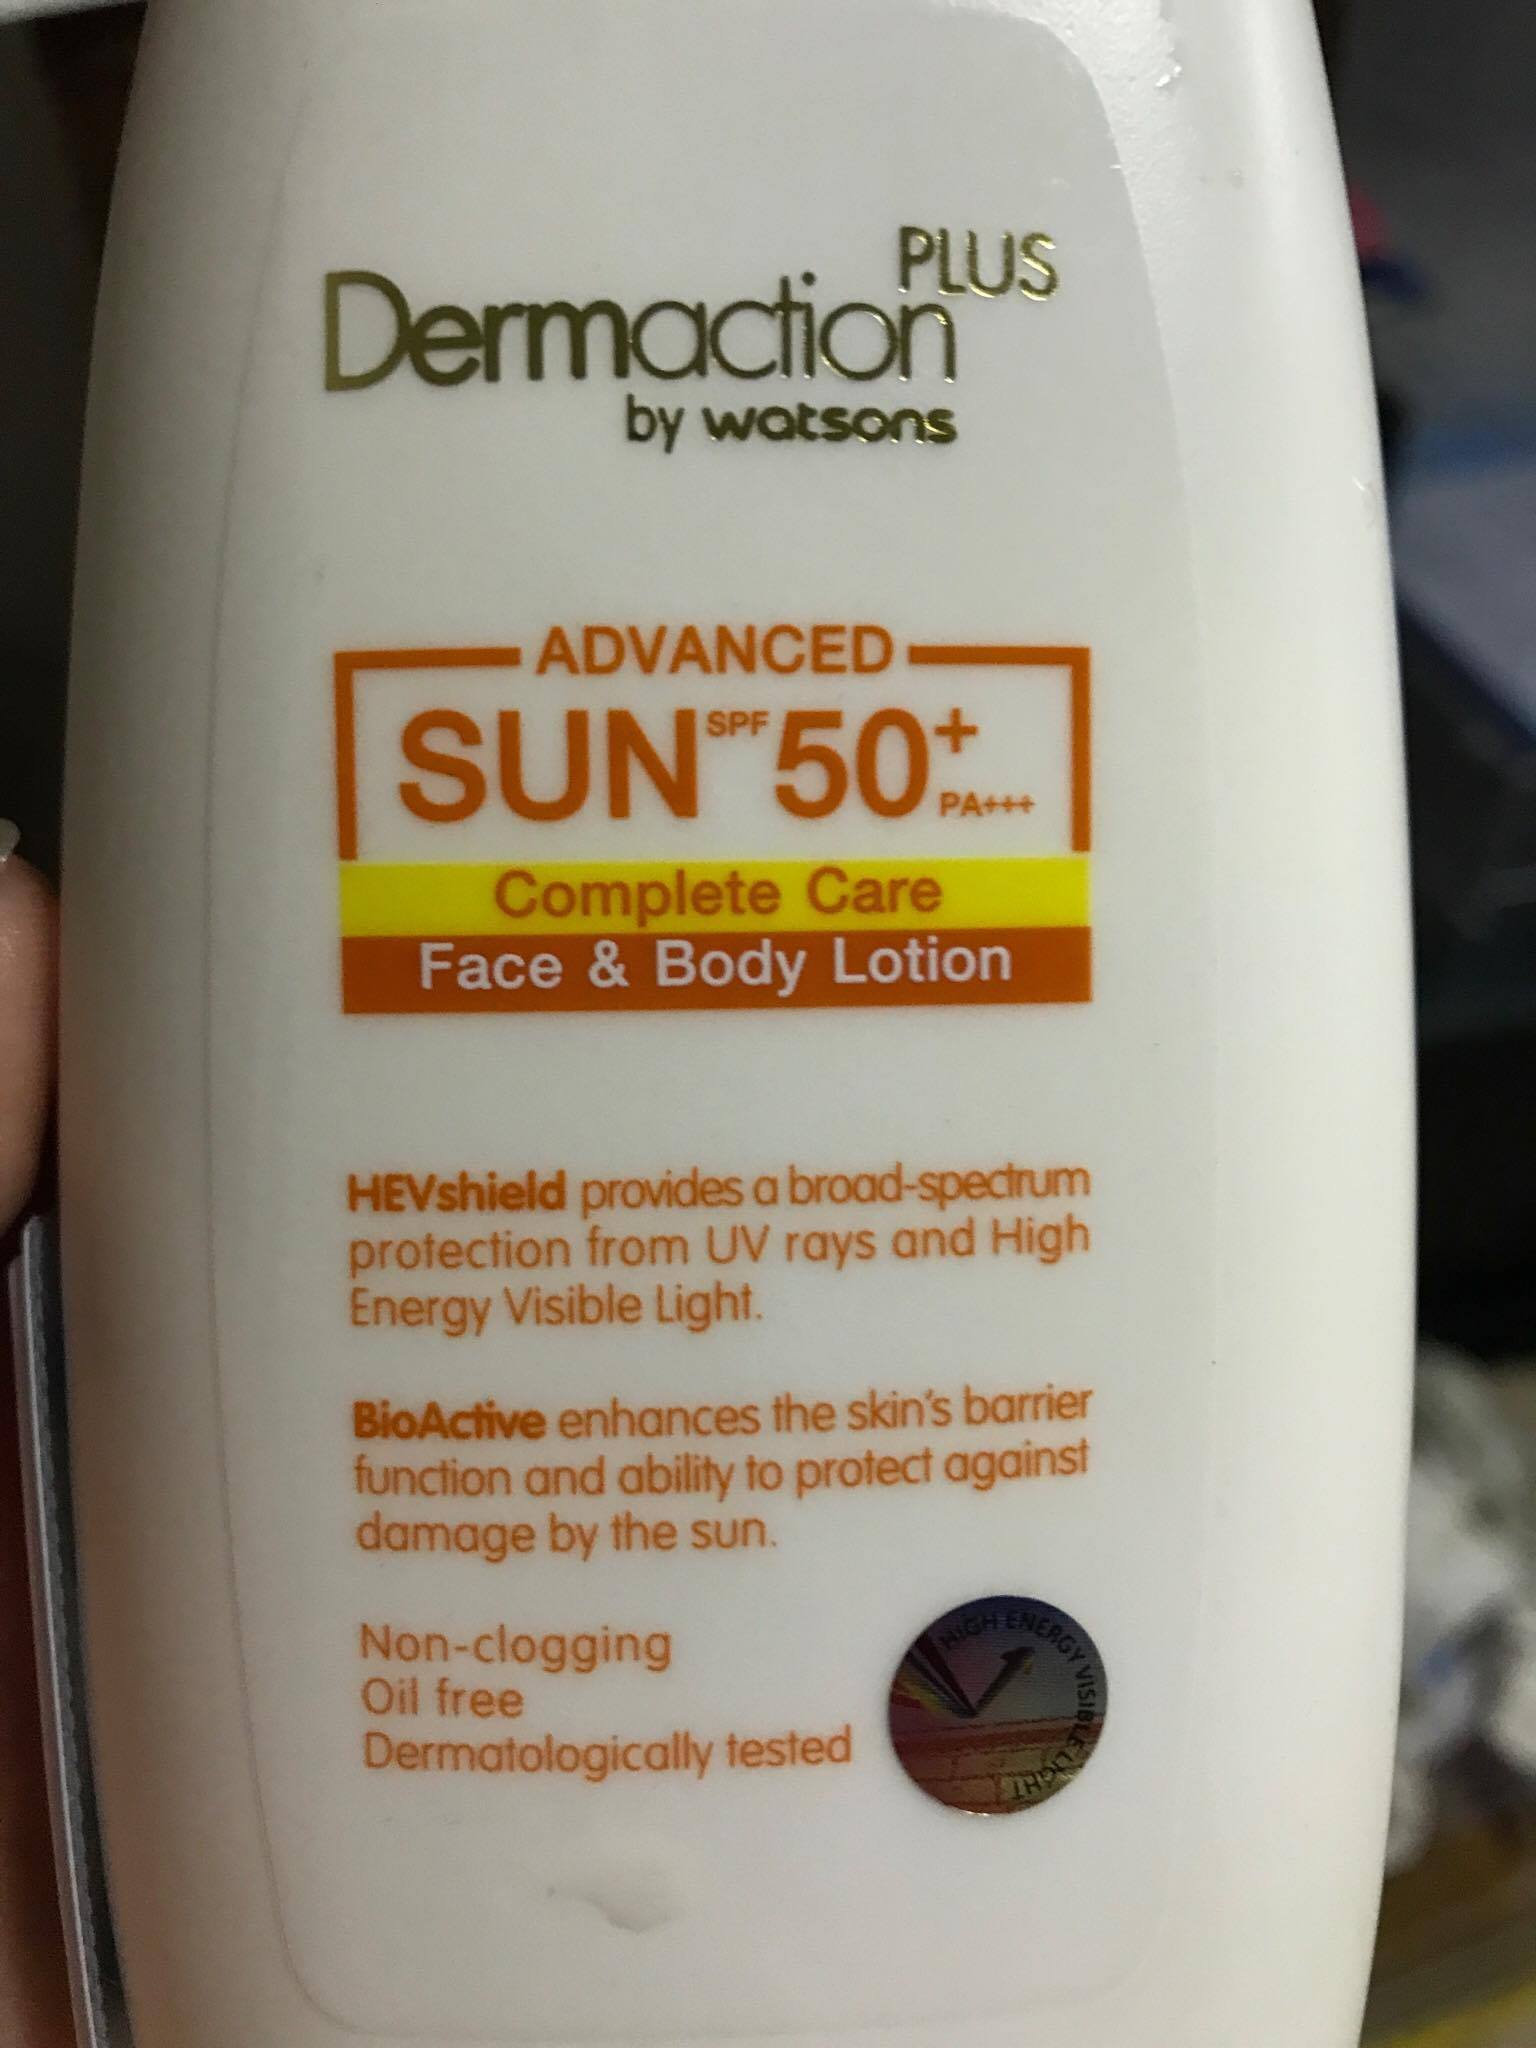 Dermaction PLUS
by watsons
ADVANCED
SUN SPF 50+
PA+++
Complete Care
Face & Body Lotion
HEVshield provides a broad-spectrum
protection from UV rays and High
Energy Visible Light.
BioActive enhances the skin's barrier
function and ability to protect against
damage by the sun.
Non-clogging
Oil free
Dermatologically tested
HIGH ENERGY VISIBLE LIGHT